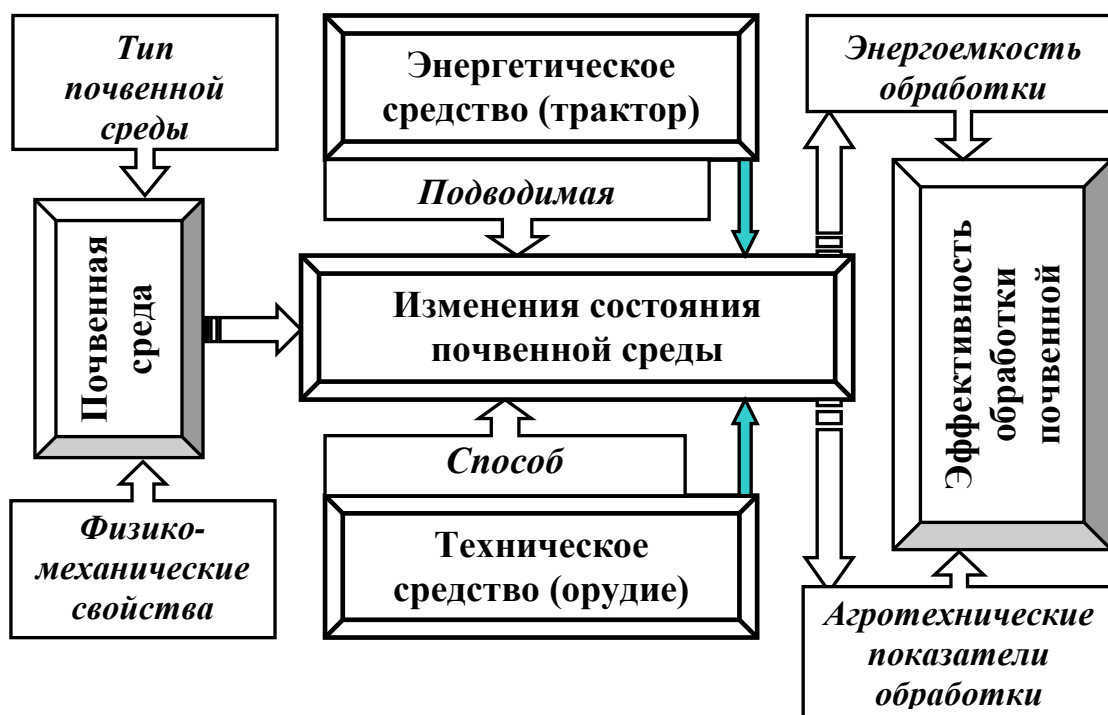 Тип
почвенной
среды
Энергетическое
средство (трактор)
Энергоемкость
обработки
Подводимая
Почвенная
среда
Изменения состояния
почвенной среды
Эффективность
обработки
почвенной
Способ
Физико-
механические
свойства
Техническое
средство (орудие)
Агротехнические
показатели
обработки